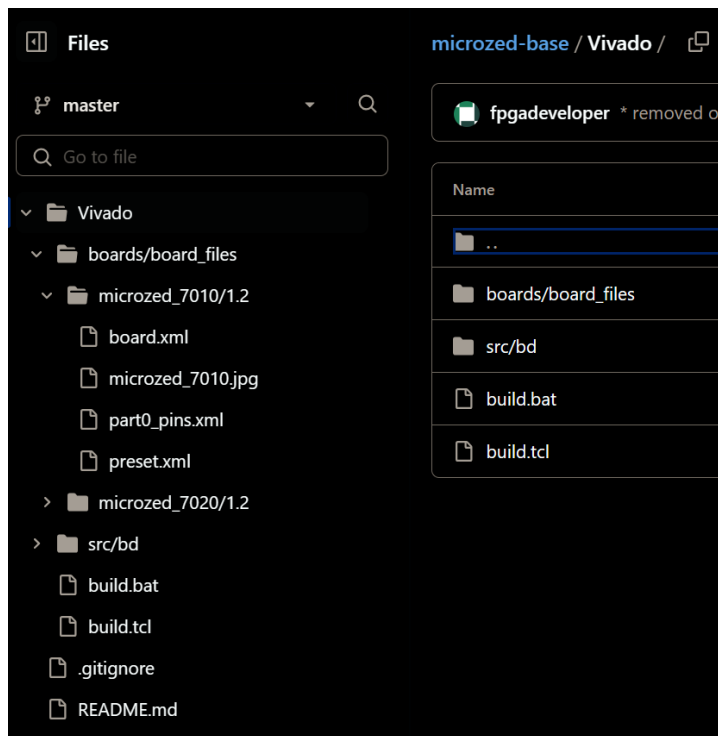 Files
master
Go to file
Vivado
boards/board_files
microzed_7010/1.2
board.xml
microzed_7010.jpg
part0_pins.xml
preset.xml
microzed_7020/1.2
src/bd
build.bat
build.tcl
.gitignore
README.md
microzed-base / Vivado /
fpgadeveloper * removed o
Name
..
boards/board_files
src/bd
build.bat
build.tcl